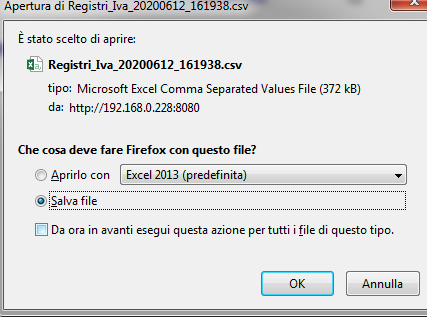 Apertura di Registri_Iva_20200612_161938.csv
È stato scelto di aprire:
Registri_Iva_20200612_161938.csv
tipo: Microsoft Excel Comma Separated Values File (372 kB)
da: http://192.168.0.228:8080
Che cosa deve fare Firefox con questo file?
Aprirlo con Excel 2013 (predefinita)
Salva file
Da ora in avanti esegui questa azione per tutti i file di questo tipo.
OK Annulla